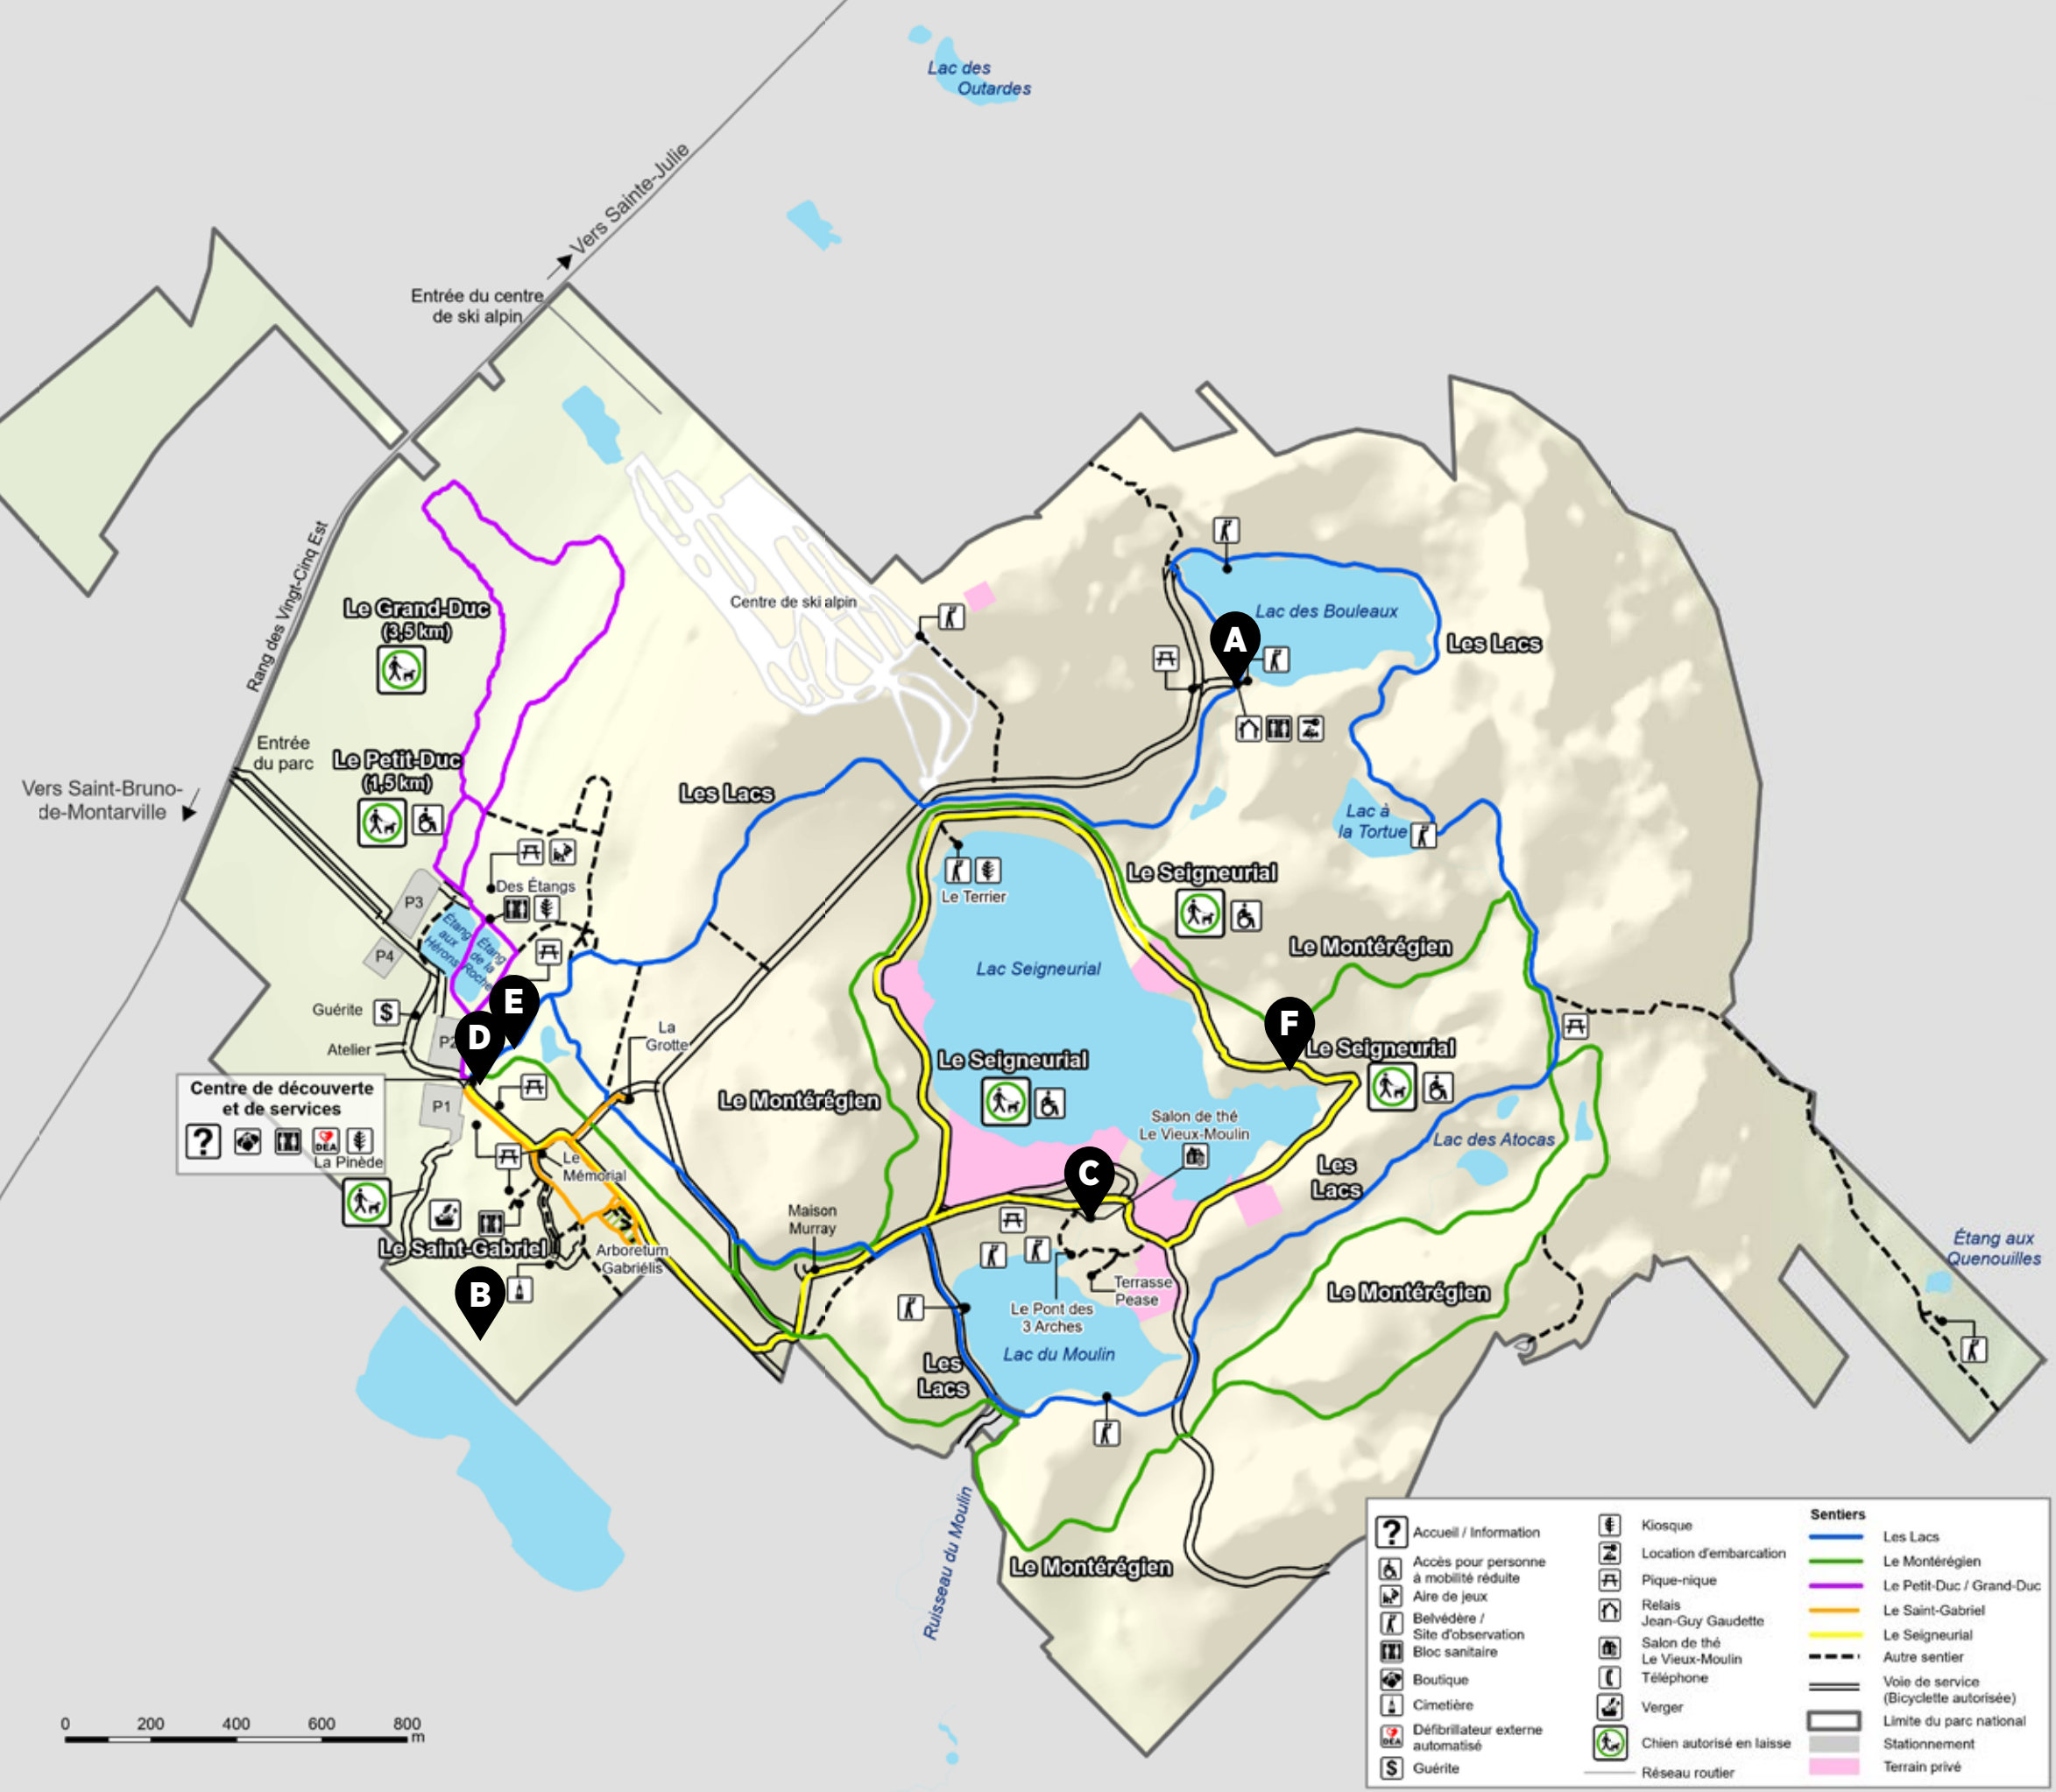 Lac des
Outardes
Vers Sainte-Julie
Entrée du centre
de ski alpin
Rang des Vingt-Cinq Est
Centre de ski alpin
Le Grand-Duc
(3,5 km)
Lac des Bouleaux
A
Les Lacs
Entrée
du parc
Le Petit-Duc
(1,5 km)
Vers Saint-Bruno-
de-Montarville
Les Lacs
Lac à
la Tortue
Des Étangs
Le Terrier
Le Seigneurial
P3
Étang
aux
Hérons
Étang
de la
Roche
P4
Le Montérégien
Lac Seigneurial
Guérite
$
E
D
P2
F
Atelier
La
Grotte
Le Seigneurial
Le Seigneurial
Centre de découverte
et de services
?
DEA
La Pinède
P1
Le Montérégien
Salon de thé
Le Vieux-Moulin
Lac des Atocas
Le
Mémorial
C
Les
Lacs
Maison
Murray
Le Saint-Gabriel
Arboretum
Gabriélis
B
Terrasse
Pease
Le Pont des
3 Arches
Le Montérégien
Étang aux
Quenouilles
Lac du Moulin
Les
Lacs
Ruisseau du Moulin
Le Montérégien
0 200 400 600 800
m
? Accueil / Information
Accès pour personne
à mobilité réduite
Aire de jeux
Belvédère /
Site d'observation
Bloc sanitaire
Boutique
Cimetière
DEA Défibrillateur externe
automatisé
$ Guérite
Kiosque
Location d'embarcation
Pique-nique
Relais
Jean-Guy Gaudette
Salon de thé
Le Vieux-Moulin
Téléphone
Verger
Chien autorisé en laisse
Réseau routier
Sentiers
Les Lacs
Le Montérégien
Le Petit-Duc / Grand-Duc
Le Saint-Gabriel
Le Seigneurial
Autre sentier
Voie de service
(Bicyclette autorisée)
Limite du parc national
Stationnement
Terrain privé